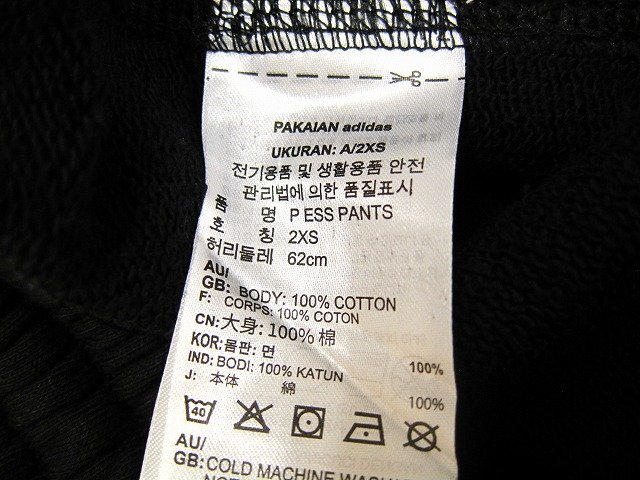 PAKAIAN adidas
UKURAN: A/2XS
전기용품 및 생활용품 안전
관리법에 의한 품질표시
품 명 P ESS PANTS
호 칭 2XS
허리둘레 62cm
AU/
GB: BODY: 100% COTTON
F: CORPS: 100% COTON
CN: 大身: 100% 棉
KOR: 몸판: 면 100%
IND: BODI: 100% KATUN
J: 本体 綿 100%
40
AU/
GB: COLD MACHINE WASH